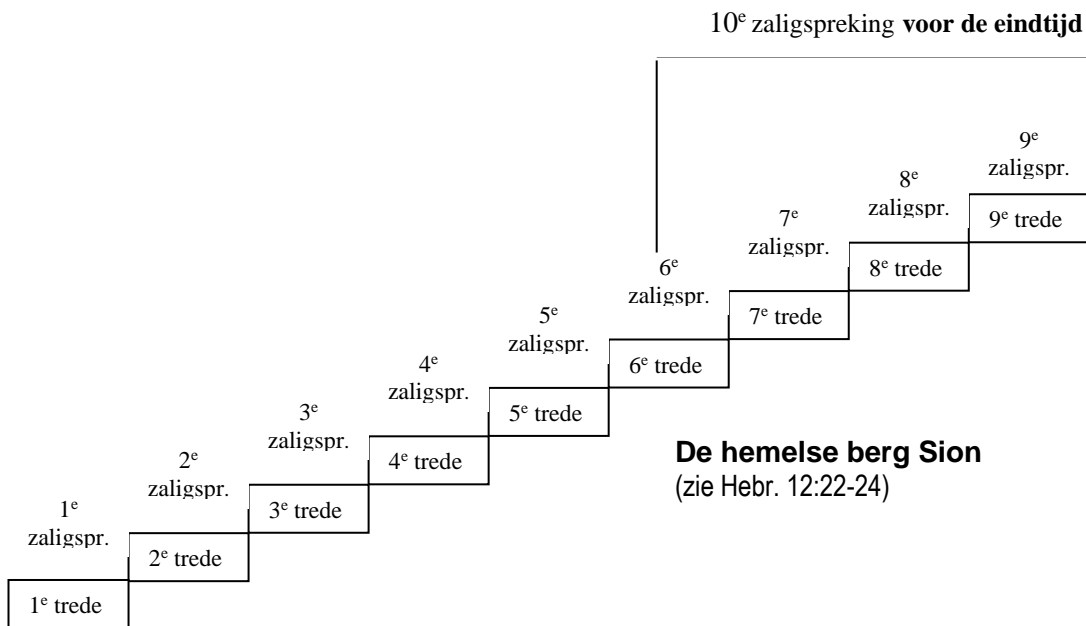 10e zaligspreking voor de eindtijd
9e
zaligspr.
8e
zaligspr.
9e trede
7e
zaligspr.
8e trede
6e
zaligspr.
7e trede
5e
zaligspr.
6e trede
4e
zaligspr.
5e trede
3e
zaligspr.
4e trede
De hemelse berg Sion
(zie Hebr. 12:22-24)
2e
zaligspr.
3e trede
1e
zaligspr.
2e trede
1e trede